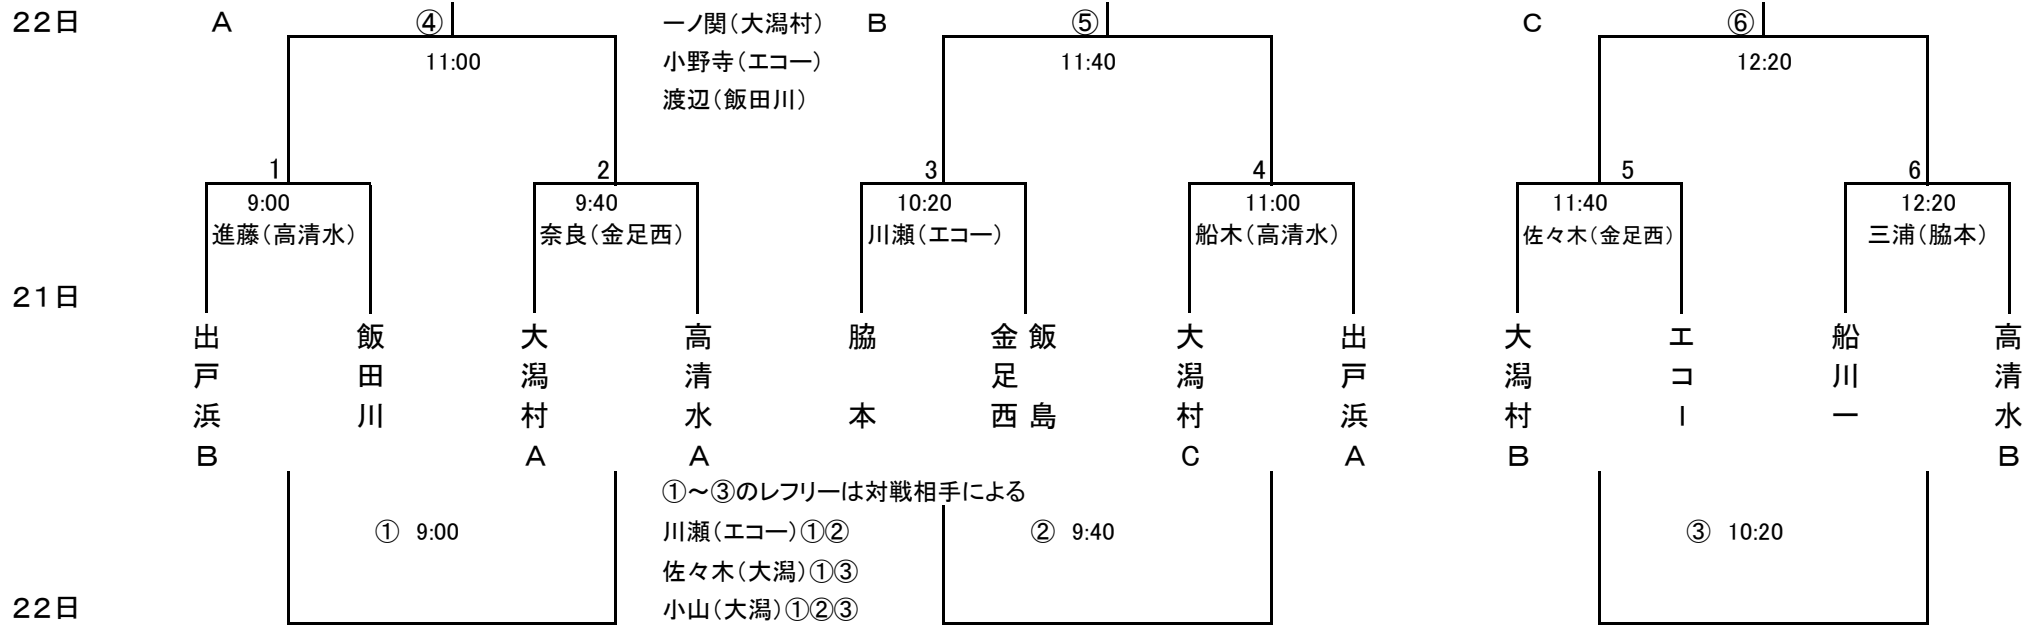 22日 A ④ 一ノ関（大潟村） B ⑤ C ⑥
11:00 小野寺（エコー） 11:40 12:20
渡辺（飯田川）
1 2 3 4 5 6
9:00 9:40 10:20 11:00 11:40 12:20
進藤（高清水） 奈良（金足西） 川瀬（エコー） 船木（高清水） 佐々木（金足西） 三浦（脇本）
21日
出戸浜B
飯田川
大潟村A
高清水A
脇本
金足西
飯島
大潟村C
出戸浜A
大潟村B
エコー
船川一
高清水B
①～③のレフリーは対戦相手による
① 9:00 川瀬（エコー）①② ② 9:40 ③ 10:20
佐々木（大潟）①③
22日 小山（大潟）①②③